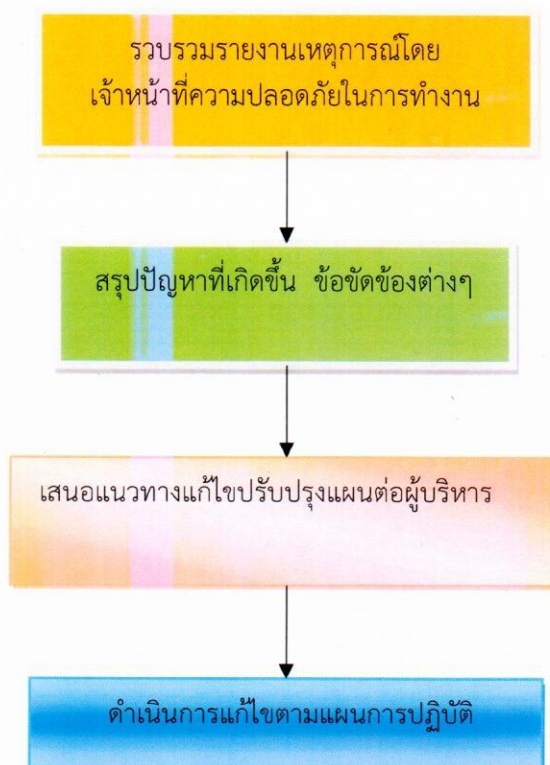 รวบรวมรายงานเหตุการณ์โดย
เจ้าหน้าที่ความปลอดภัยในการทำงาน
สรุปปัญหาที่เกิดขึ้น ข้อขัดข้องต่างๆ
เสนอแนวทางแก้ไขปรับปรุงแผนต่อผู้บริหาร
ดำเนินการแก้ไขตามแผนการปฏิบัติ